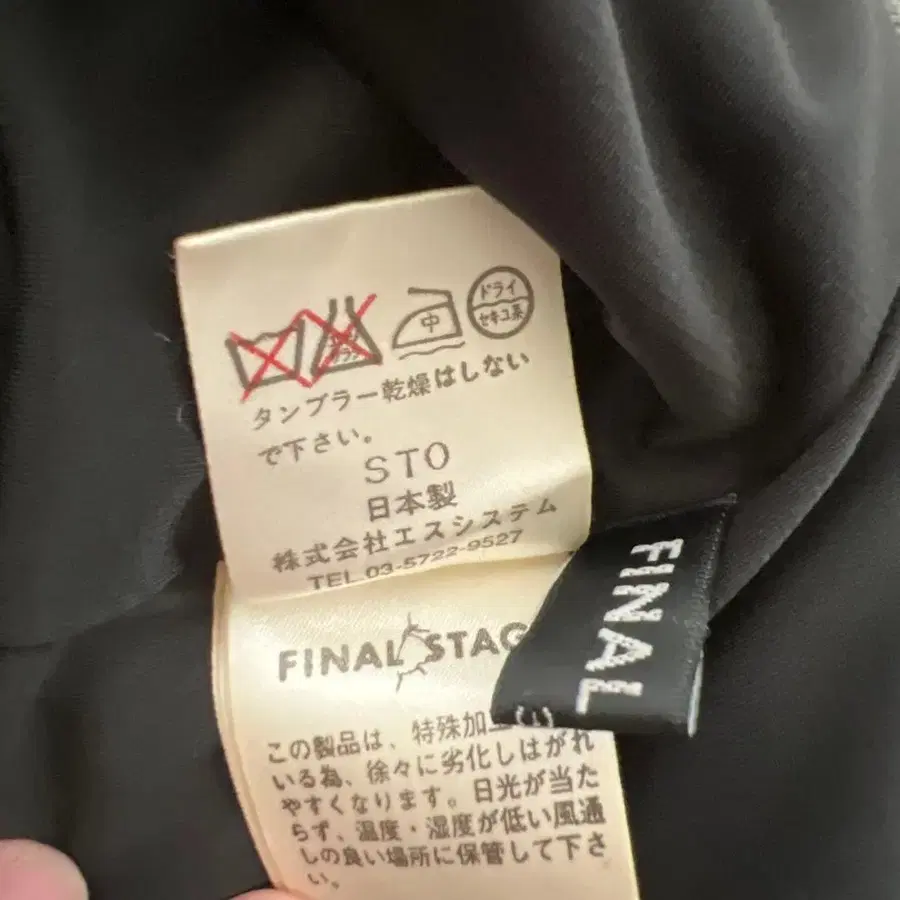 中
ドライ
セキユ系
タンブラー乾燥はしない
で下さい。
STO
日本製
株式会社エスシステム
TEL 03-5722-9527
FINAL STAG
FINAL
この製品は、特殊加工
いる為、徐々に劣化しはがれ
やすくなります。日光が当た
らず、温度・湿度が低い風通
しの良い場所に保管して下さ
い。